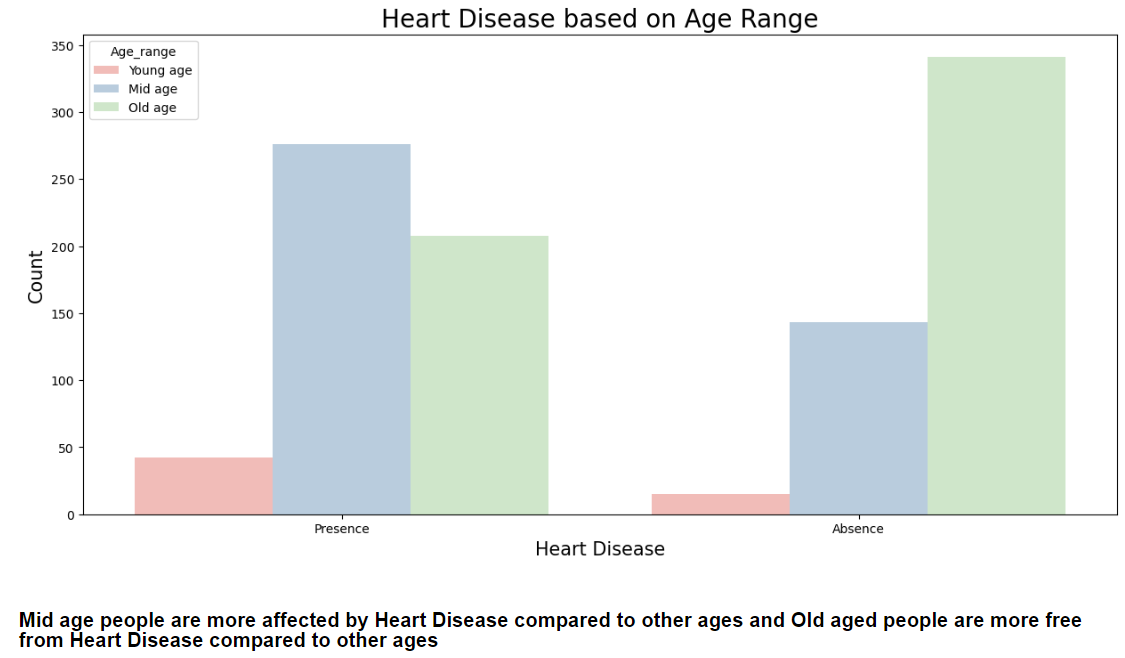 Heart Disease based on Age Range
Age_range
Young age
Mid age
Old age
350
300
250
200
150
100
50
0
Count
Presence
Absence
Heart Disease
Mid age people are more affected by Heart Disease compared to other ages and Old aged people are more free
from Heart Disease compared to other ages